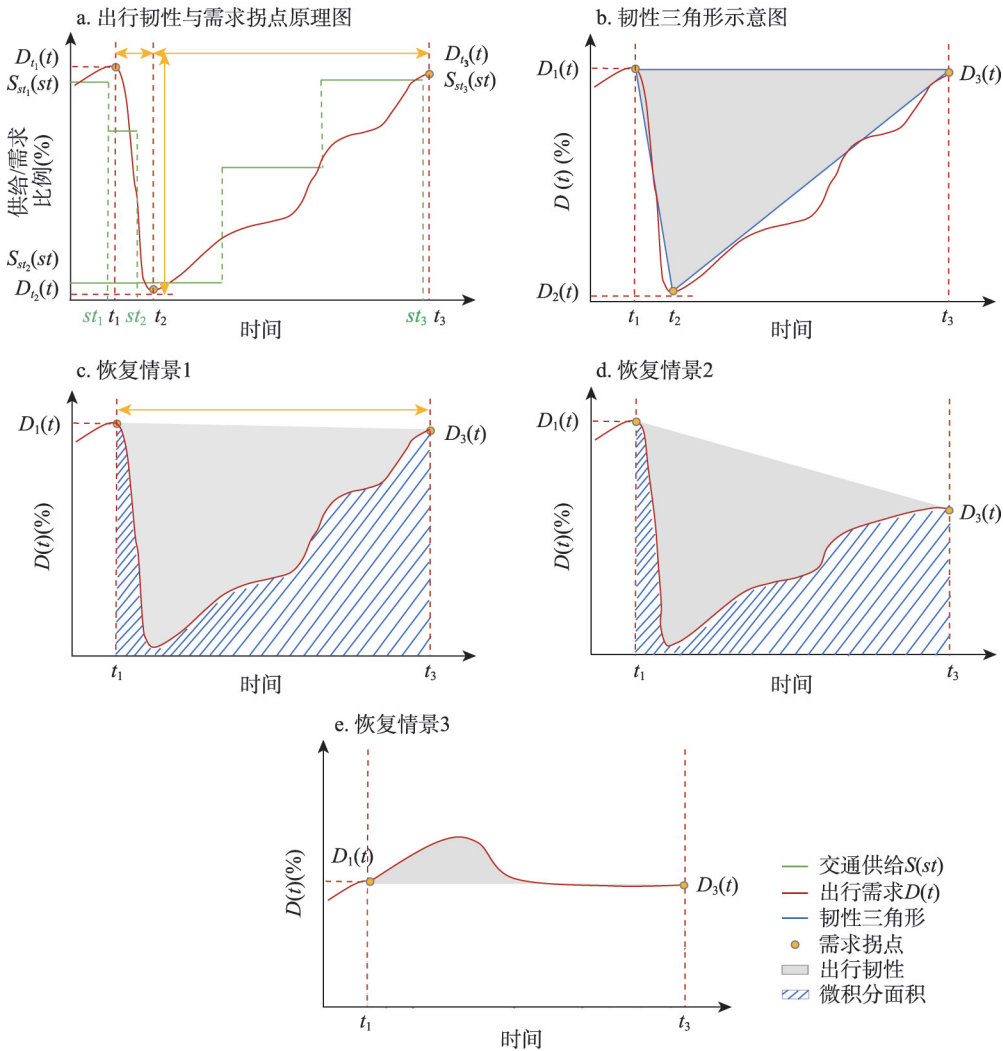 a. 出行韧性与需求拐点原理图
D_{t_1}(t)
S_{st_1}(st)
供给/需求
比例(%)
S_{st_2}(st)
D_{t_2}(t)
D_{t_3}(t)
S_{st_3}(st)
st_1 t_1 st_2 t_2 st_3 t_3
时间
b. 韧性三角形示意图
D_1(t)
D_3(t)
D (t) (%)
D_2(t)
t_1 t_2 t_3
时间
c. 恢复情景1
D_1(t)
D_3(t)
D(t)(%)
t_1 t_3
时间
d. 恢复情景2
D_1(t)
D_3(t)
D(t)(%)
t_1 t_3
时间
e. 恢复情景3
D_1(t)
D_3(t)
D(t)(%)
t_1 t_3
时间
交通供给S(st)
出行需求D(t)
韧性三角形
需求拐点
出行韧性
微积分面积